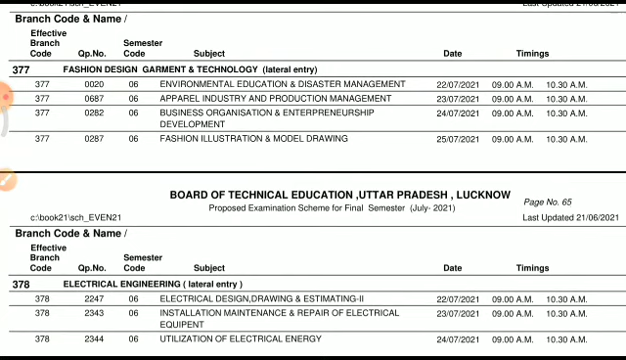 c:\book21\sch_EVEN21 Last Updated 21/06/2021
Branch Code & Name /
Effective
Branch Semester
Code Qp.No. Code Subject Date Timings
377 FASHION DESIGN GARMENT & TECHNOLOGY (lateral entry)
377 0020 06 ENVIRONMENTAL EDUCATION & DISASTER MANAGEMENT 22/07/2021 09.00 A.M. 10.30 A.M.
377 0687 06 APPAREL INDUSTRY AND PRODUCTION MANAGEMENT 23/07/2021 09.00 A.M. 10.30 A.M.
377 0282 06 BUSINESS ORGANISATION & ENTERPRENEURSHIP 24/07/2021 09.00 A.M. 10.30 A.M.
DEVELOPMENT
377 0287 06 FASHION ILLUSTRATION & MODEL DRAWING 25/07/2021 09.00 A.M. 10.30 A.M.
BOARD OF TECHNICAL EDUCATION ,UTTAR PRADESH , LUCKNOW Page No. 65
Proposed Examination Scheme for Final Semester (July- 2021)
c:\book21\sch_EVEN21 Last Updated 21/06/2021
Branch Code & Name /
Effective
Branch Semester
Code Qp.No. Code Subject Date Timings
378 ELECTRICAL ENGINEERING ( lateral entry )
378 2247 06 ELECTRICAL DESIGN,DRAWING & ESTIMATING-II 22/07/2021 09.00 A.M. 10.30 A.M.
378 2343 06 INSTALLATION MAINTENANCE & REPAIR OF ELECTRICAL 23/07/2021 09.00 A.M. 10.30 A.M.
EQUIPENT
378 2344 06 UTILIZATION OF ELECTRICAL ENERGY 24/07/2021 09.00 A.M. 10.30 A.M.